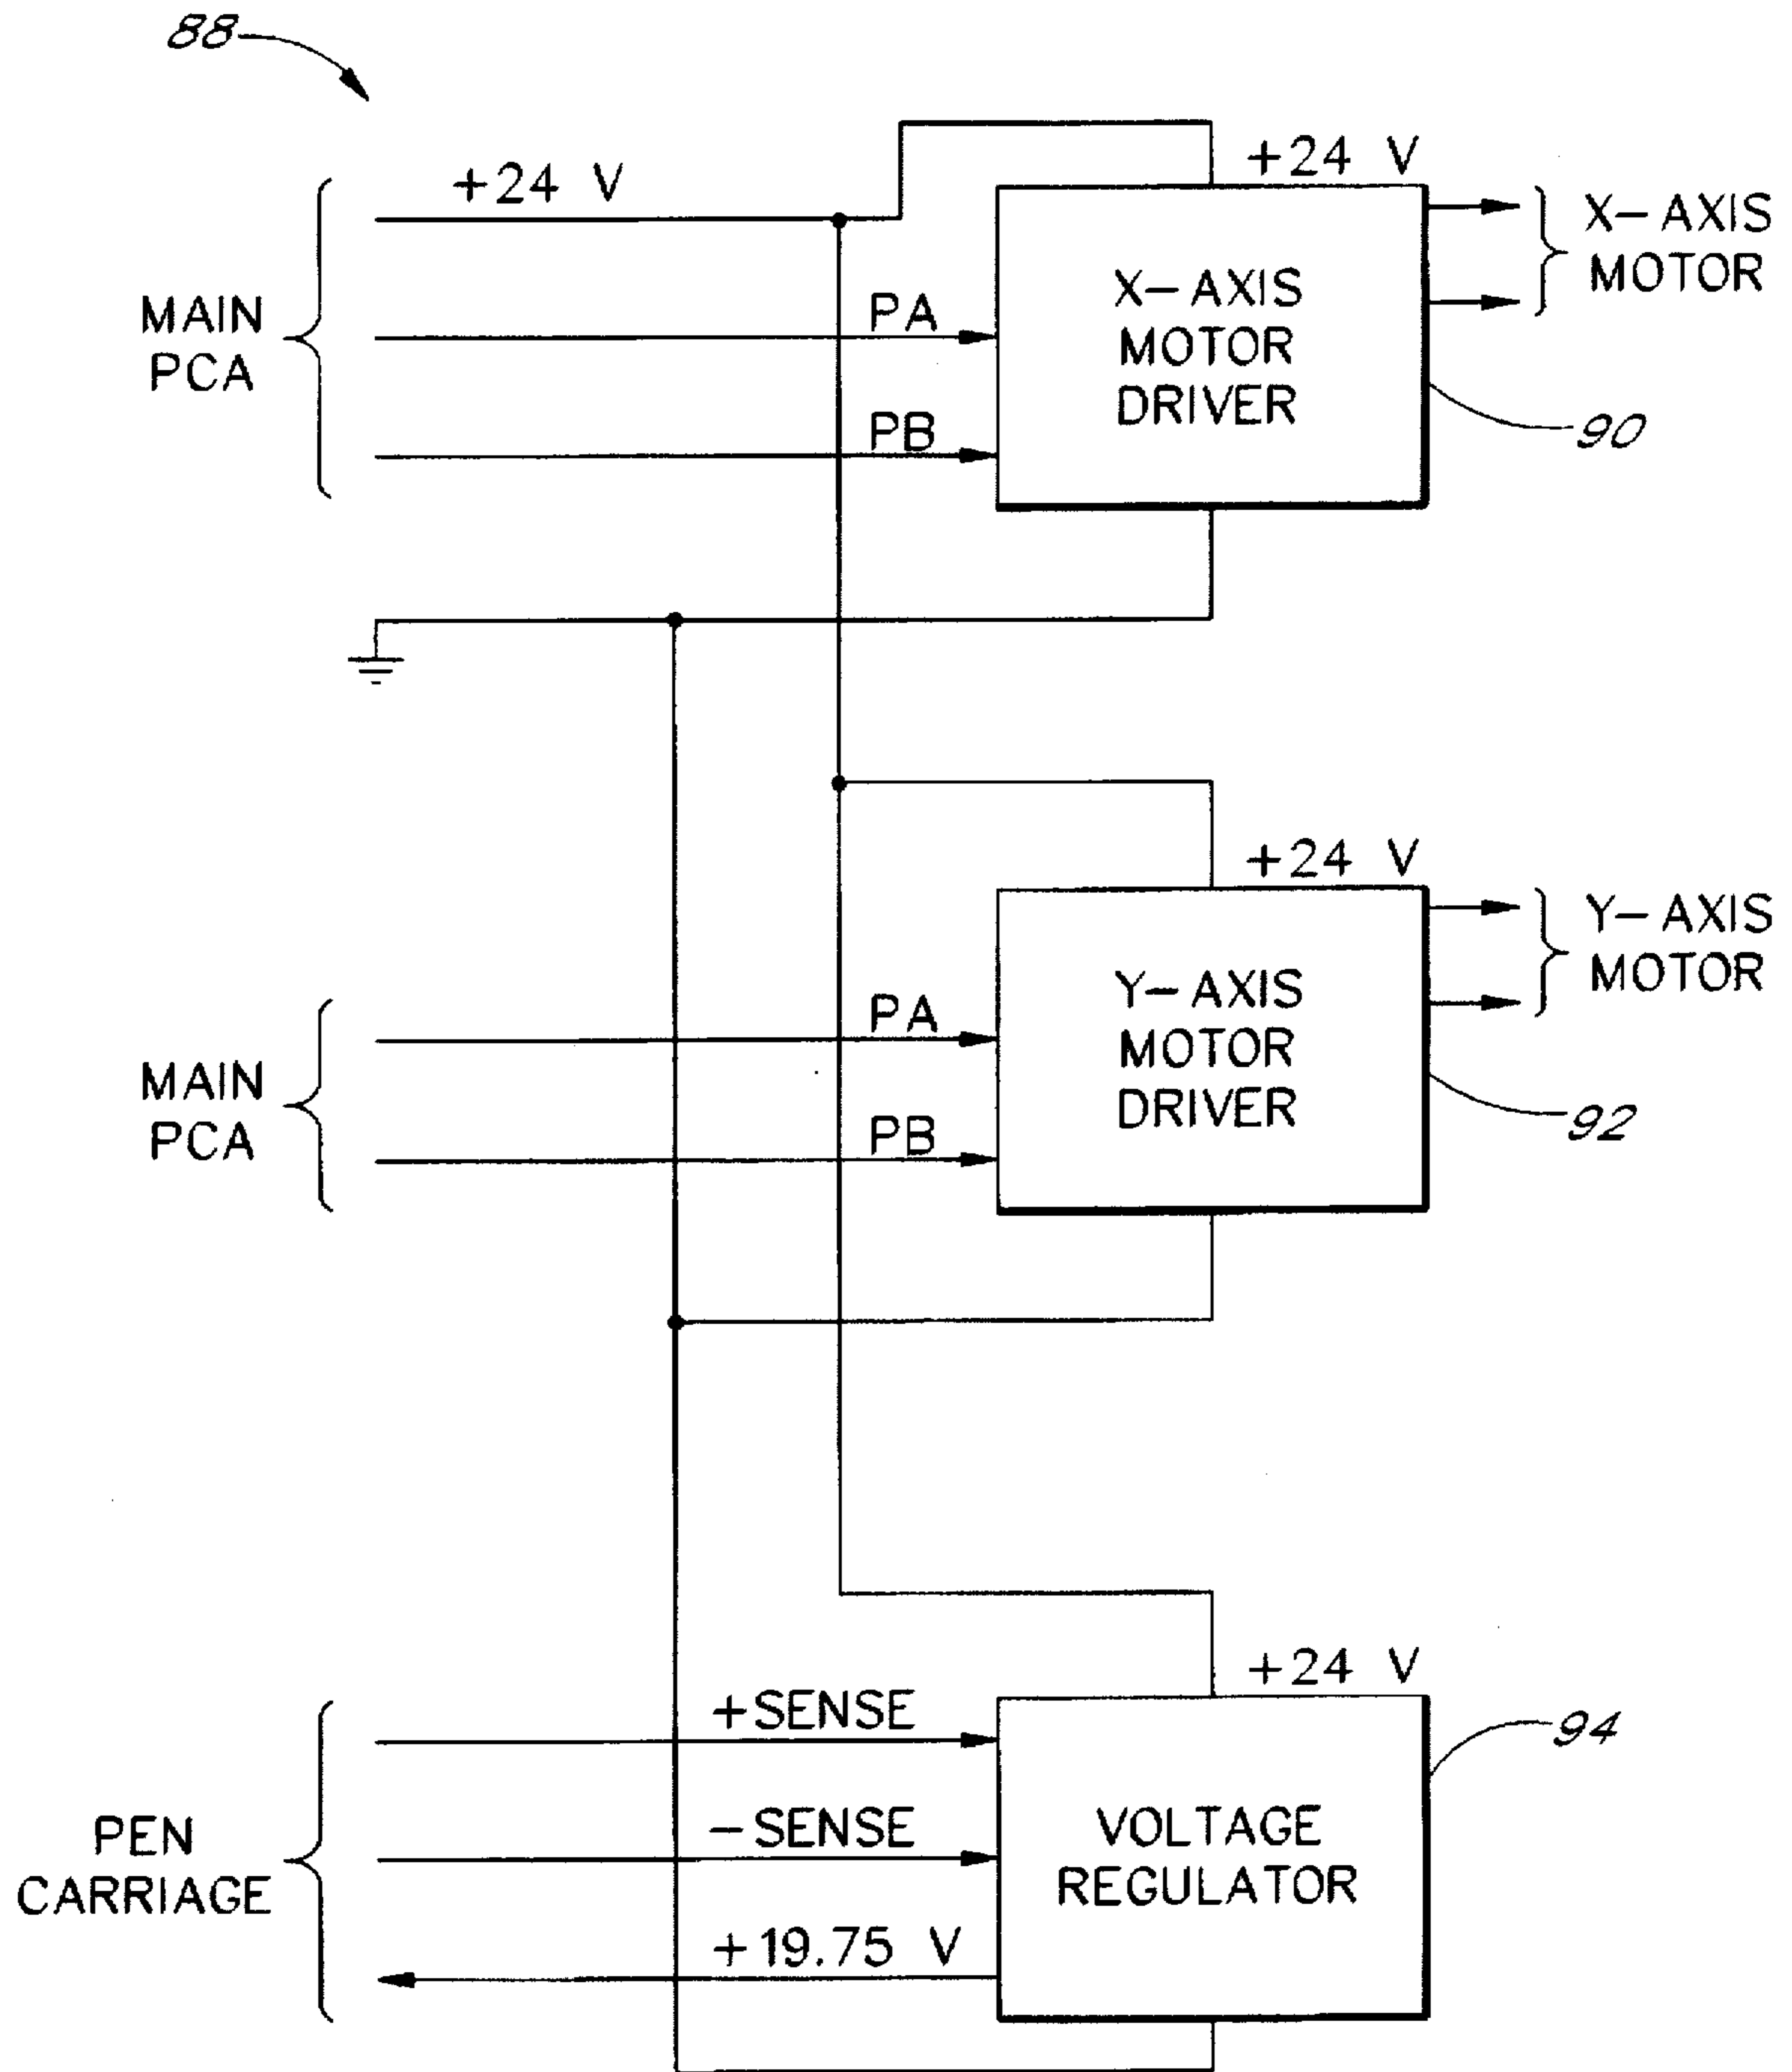 88
+24 V
+24 V
X-AXIS
MOTOR
MAIN
PCA
PA
PB
X-AXIS
MOTOR
DRIVER
90
+24 V
Y-AXIS
MOTOR
MAIN
PCA
PA
PB
Y-AXIS
MOTOR
DRIVER
92
+24 V
94
PEN
CARRIAGE
+SENSE
-SENSE
+19.75 V
VOLTAGE
REGULATOR